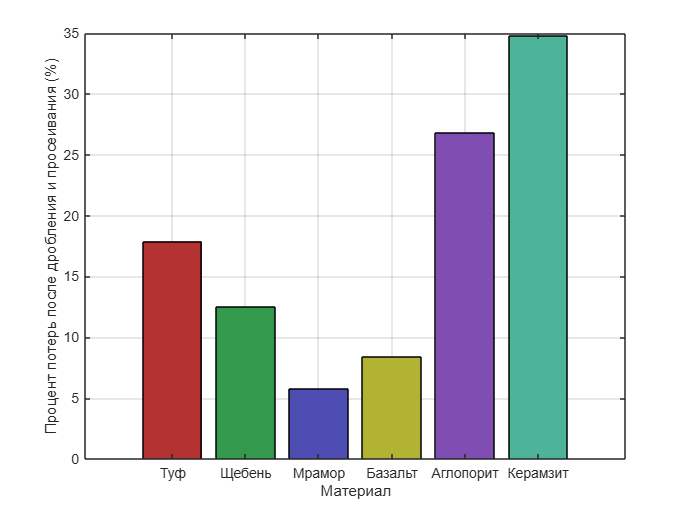 Процент потерь после дробления и просеивания (%)
35
30
25
20
15
10
5
0
Туф Щебень Мрамор Базальт Аглопорит Керамзит
Материал